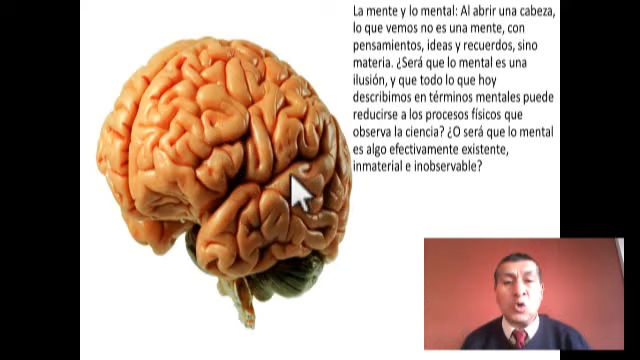 La mente y lo mental: Al abrir una cabeza,
lo que vemos no es una mente, con
pensamientos, ideas y recuerdos, sino
materia. ¿Será que lo mental es una
ilusión, y que todo lo que hoy
describimos en términos mentales puede
reducirse a los procesos físicos que
observa la ciencia? ¿O será que lo mental
es algo efectivamente existente,
inmaterial e inobservable?